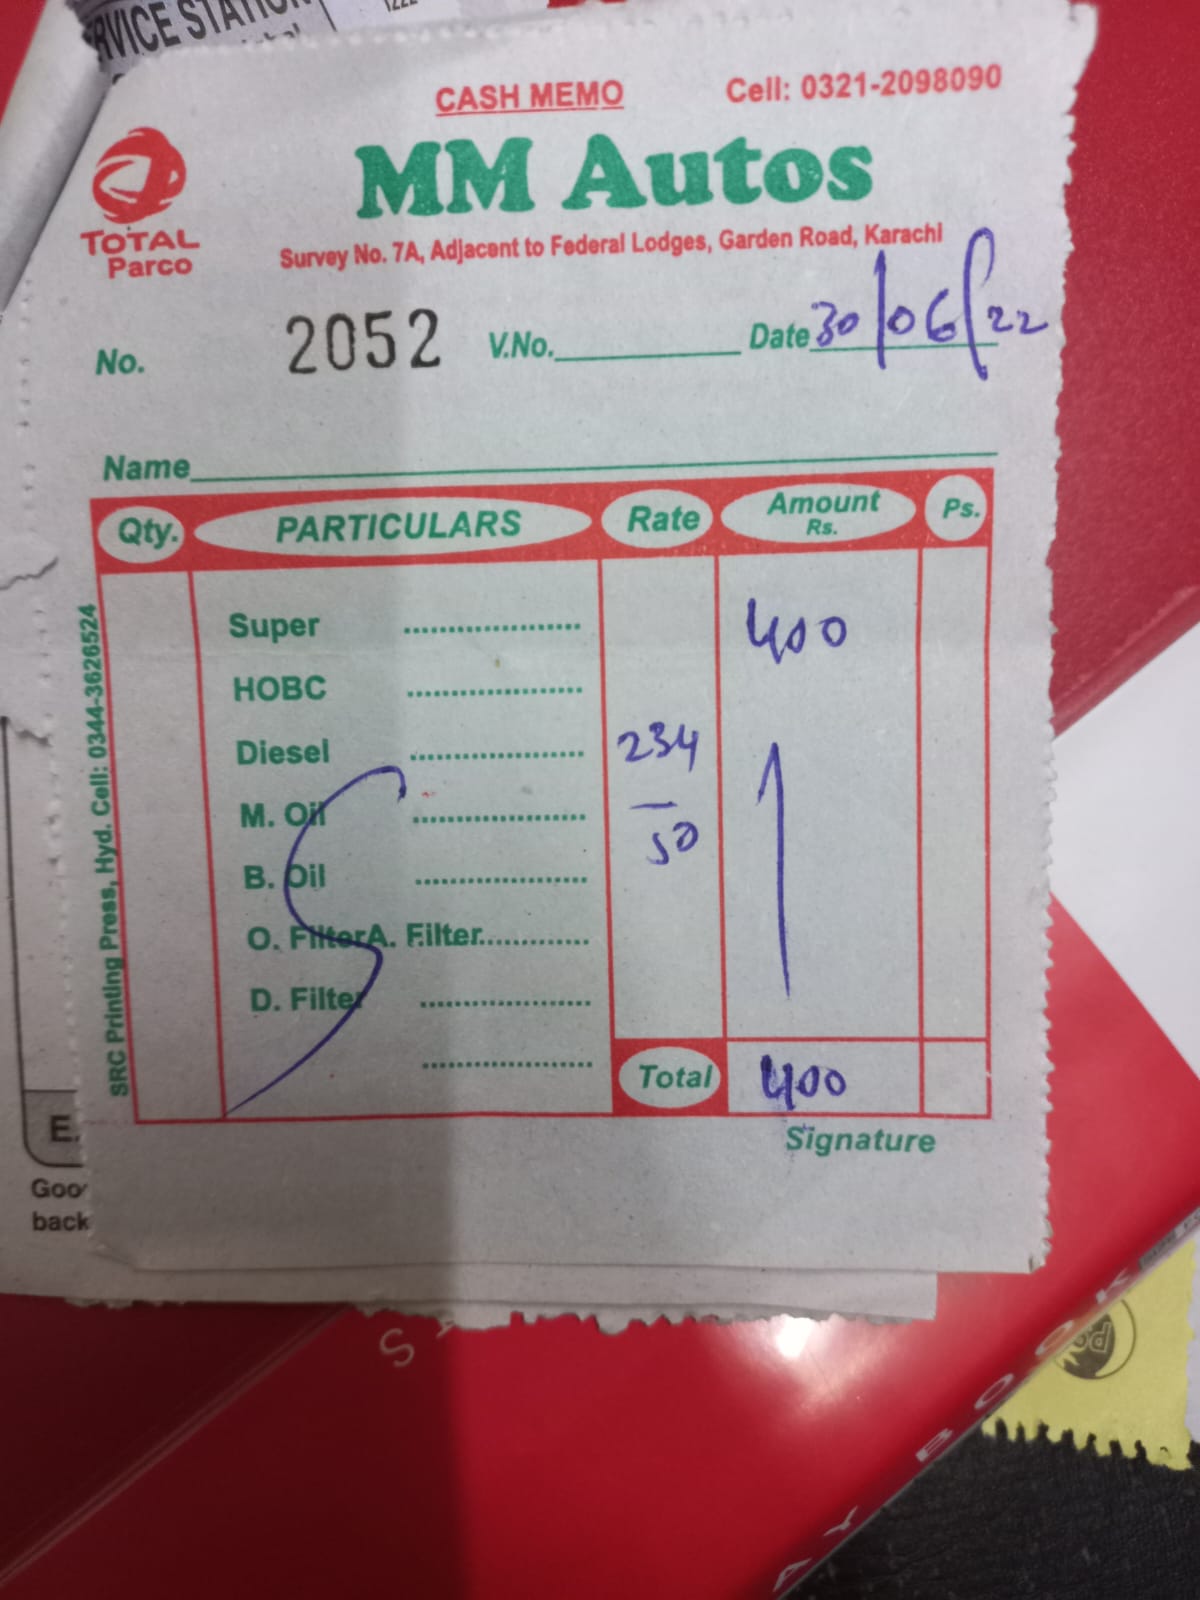 RVICE STATION
1222
CASH MEMO Cell: 0321-2098090
MM Autos
TOTAL
Parco
Survey No. 7A, Adjacent to Federal Lodges, Garden Road, Karachi
No. 2052 V.No. Date 30/06/22
Name
Qty. PARTICULARS Rate Amount Rs. Ps.
Super 400
HOBC
Diesel 234
M. Oil 50
B. Oil
O. Filter A. Filter
D. Filter
Total 400
Signature
SRC Printing Press, Hyd. Cell: 0344-3626524
E.
Goo
back
AY BOOK